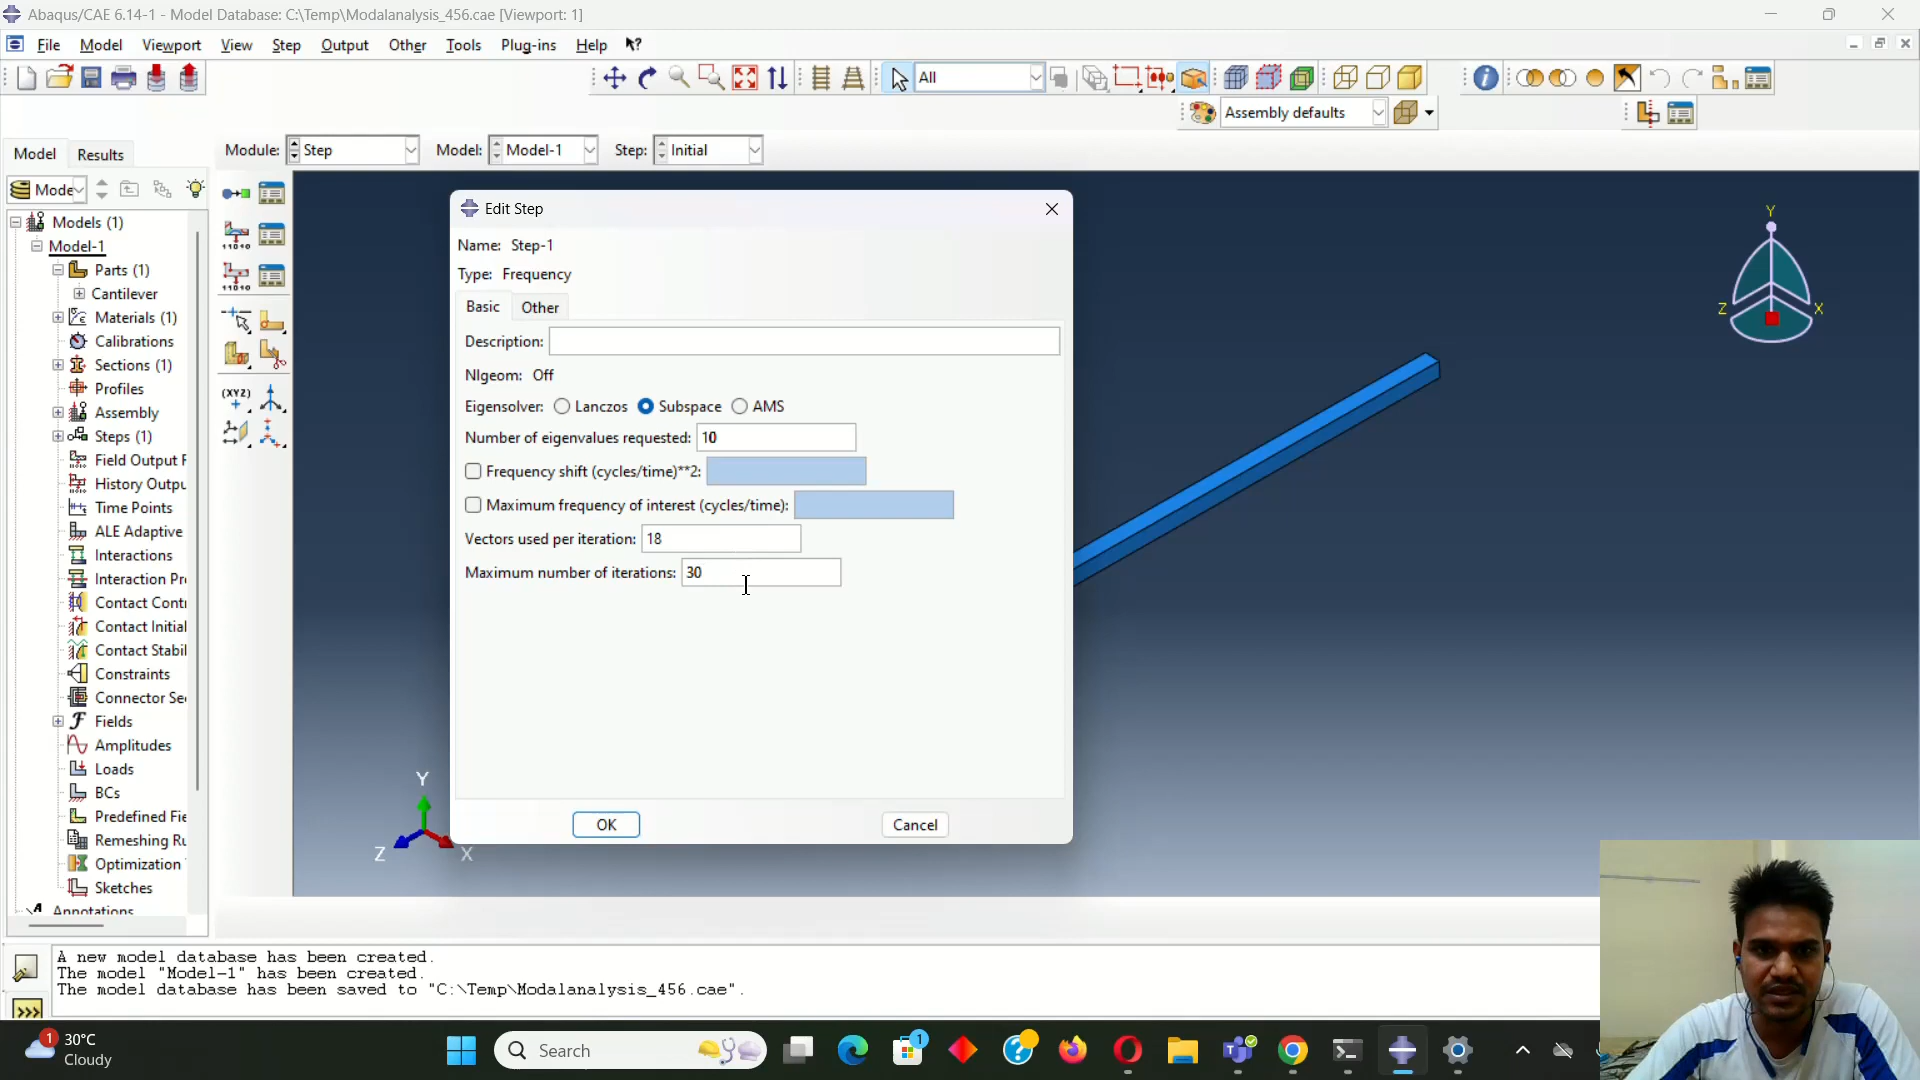 Abaqus/CAE 6.14-1 - Model Database: C:\Temp\Modalanalysis_456.cae [Viewport: 1]
File Model Viewport View Step Output Other Tools Plug-ins Help
All
Assembly defaults
Model Results Module: Step Model: Model-1 Step: Initial
Mode
Models (1)
Model-1
Parts (1)
Cantilever
Materials (1)
Calibrations
Sections (1)
Profiles
Assembly
Steps (1)
Field Output F
History Outpu
Time Points
ALE Adaptive
Interactions
Interaction Pr
Contact Cont
Contact Initial
Contact Stabil
Constraints
Connector Se
Fields
Amplitudes
Loads
BCs
Predefined Fie
Remeshing Ru
Optimization
Sketches
Annotations
(XYZ)
Edit Step
Name: Step-1
Type: Frequency
Basic Other
Description:
Nlgeom: Off
Eigensolver: Lanczos Subspace AMS
Number of eigenvalues requested: 10
Frequency shift (cycles/time)**2:
Maximum frequency of interest (cycles/time):
Vectors used per iteration: 18
Maximum number of iterations: 30
OK Cancel
Y
Z X
Y
Z X
A new model database has been created.
The model "Model-1" has been created.
The model database has been saved to "C:\Temp\Modalanalysis_456.cae".
>>>
1
30°C
Cloudy
Search
1